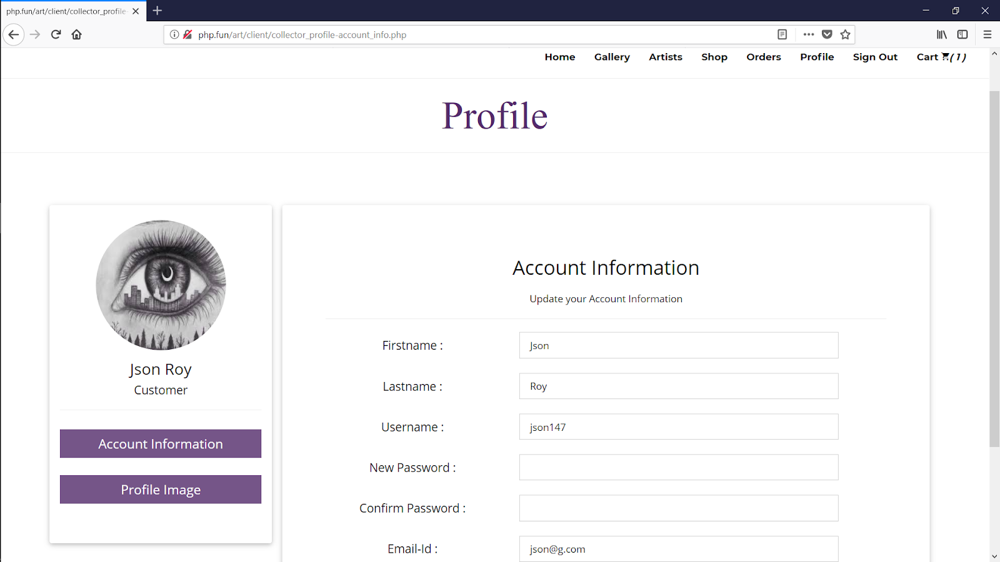 php.fun/art/client/collector_profile-
php.fun/art/client/collector_profile-account_info.php
Home Gallery Artists Shop Orders Profile Sign Out Cart (1)
Profile
Json Roy
Customer
Account Information
Profile Image
Account Information
Update your Account Information
Firstname : Json
Lastname : Roy
Username : json147
New Password :
Confirm Password :
Email-Id : json@g.com